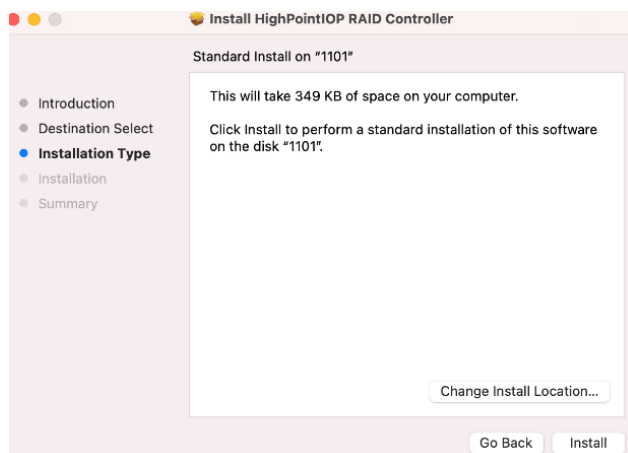 Install HighPointIOP RAID Controller
Standard Install on “1101”
Introduction
Destination Select
Installation Type
Installation
Summary
This will take 349 KB of space on your computer.
Click Install to perform a standard installation of this software
on the disk “1101”.
Change Install Location...
Go Back
Install